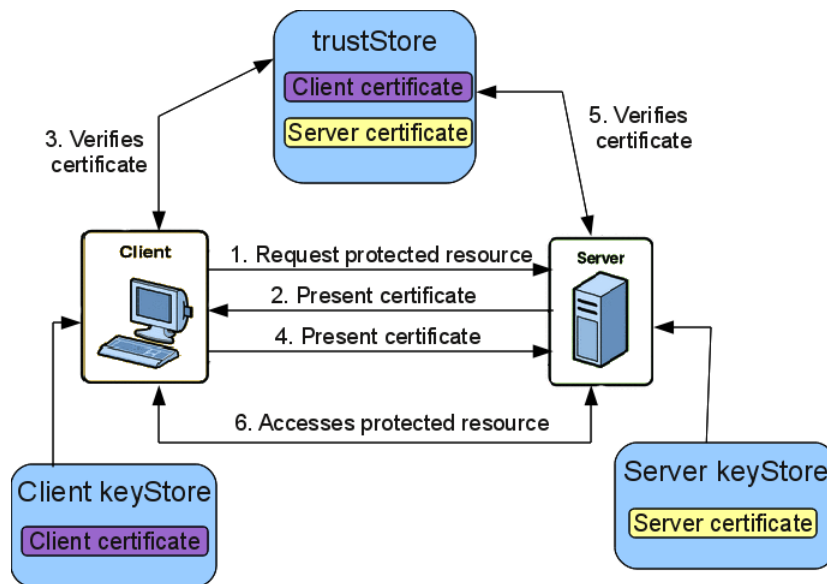 trustStore
Client certificate
Server certificate
3. Verifies
certificate
5. Verifies
certificate
Client
Server
1. Request protected resource
2. Present certificate
4. Present certificate
6. Accesses protected resource
Client keyStore
Client certificate
Server keyStore
Server certificate